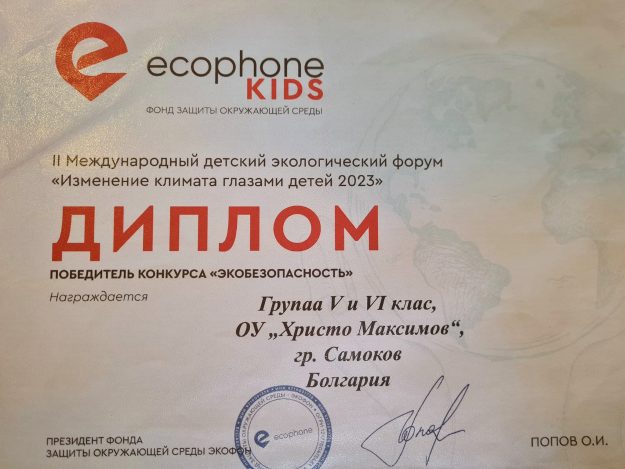 ecophone
KIDS
ФОНД ЗАЩИТЫ ОКРУЖАЮЩЕЙ СРЕДЫ
II Международный детский экологический форум
«Изменение климата глазами детей 2023»
ДИПЛОМ
ПОБЕДИТЕЛЬ КОНКУРСА «ЭКОБЕЗОПАСНОСТЬ»
Награждается
Групаа V и VI клас,
ОУ „Христо Максимов“,
гр. Самоков
Болгария
ecophone
ПРЕЗИДЕНТ ФОНДА
ЗАЩИТЫ ОКРУЖАЮЩЕЙ СРЕДЫ ЭКОФОН
ПОПОВ О.И.